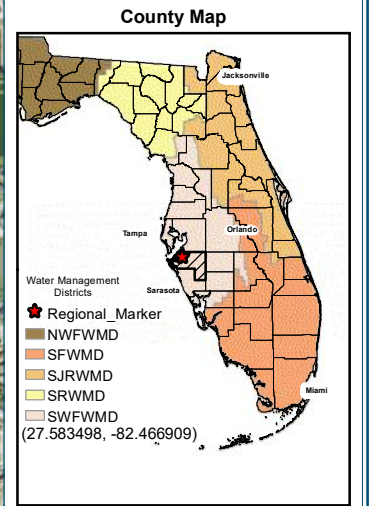 County Map
Jacksonville
Tampa
Orlando
Water Management
Districts
Sarasota
Regional_Marker
NWFWMD
SFWMD
SJRWMD
SRWMD
Miami
SWFWMD
(27.583498, -82.466909)